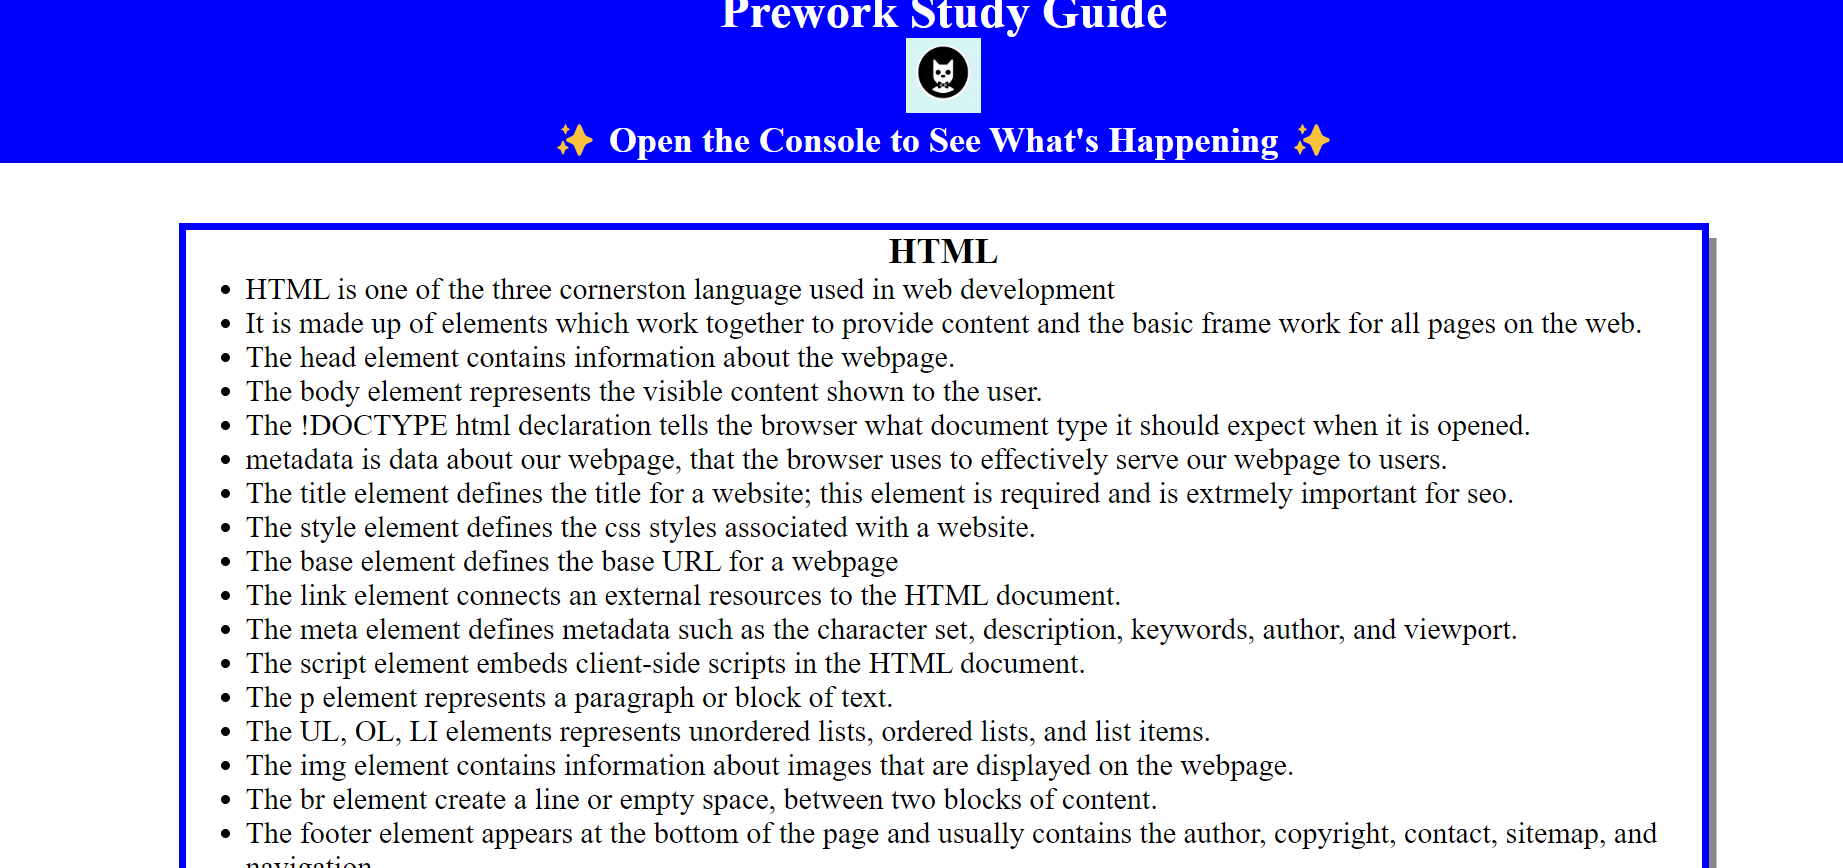 Prework Study Guide
✨ Open the Console to See What's Happening ✨
HTML
• HTML is one of the three cornerston language used in web development
• It is made up of elements which work together to provide content and the basic frame work for all pages on the web.
• The head element contains information about the webpage.
• The body element represents the visible content shown to the user.
• The !DOCTYPE html declaration tells the browser what document type it should expect when it is opened.
• metadata is data about our webpage, that the browser uses to effectively serve our webpage to users.
• The title element defines the title for a website; this element is required and is extrmely important for seo.
• The style element defines the css styles associated with a website.
• The base element defines the base URL for a webpage
• The link element connects an external resources to the HTML document.
• The meta element defines metadata such as the character set, description, keywords, author, and viewport.
• The script element embeds client-side scripts in the HTML document.
• The p element represents a paragraph or block of text.
• The UL, OL, LI elements represents unordered lists, ordered lists, and list items.
• The img element contains information about images that are displayed on the webpage.
• The br element create a line or empty space, between two blocks of content.
• The footer element appears at the bottom of the page and usually contains the author, copyright, contact, sitemap, and
navigation